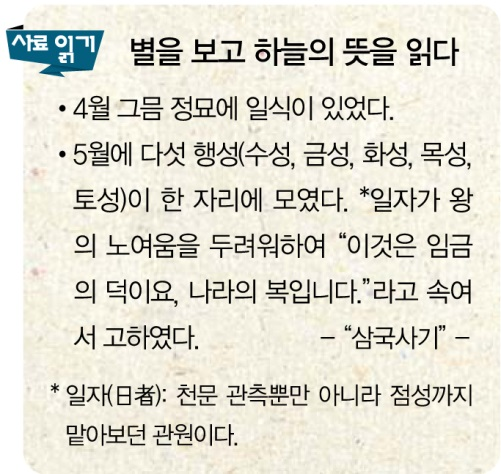 사료 읽기
별을 보고 하늘의 뜻을 읽다
• 4월 그믐 정묘에 일식이 있었다.
• 5월에 다섯 행성(수성, 금성, 화성, 목성,
토성)이 한 자리에 모였다. *일자가 왕
의 노여움을 두려워하여 “이것은 임금
의 덕이요, 나라의 복입니다.”라고 속여
서 고하였다. – “삼국사기” –
* 일자(日者): 천문 관측뿐만 아니라 점성까지
맡아보던 관원이다.